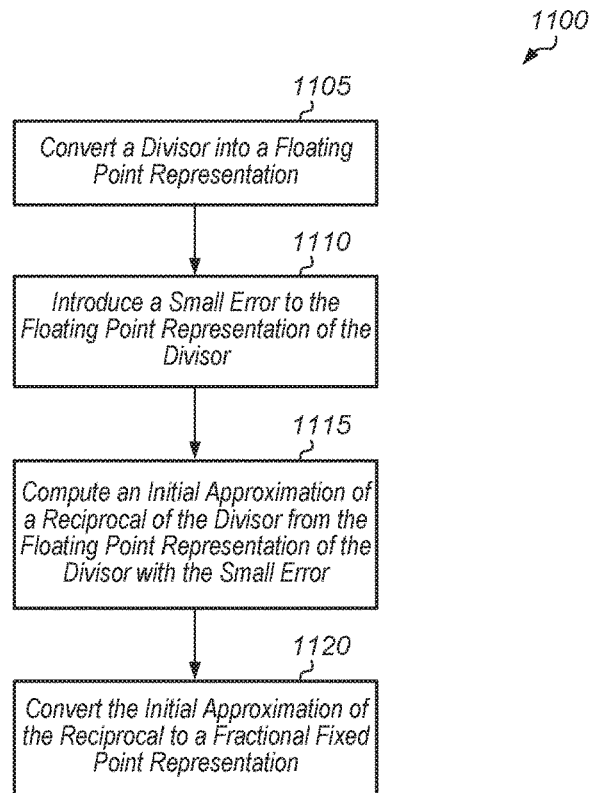 1100
1105
Convert a Divisor into a Floating
Point Representation
1110
Introduce a Small Error to the
Floating Point Representation of the
Divisor
1115
Compute an Initial Approximation of
a Reciprocal of the Divisor from the
Floating Point Representation of the
Divisor with the Small Error
1120
Convert the Initial Approximation of
the Reciprocal to a Fractional Fixed
Point Representation